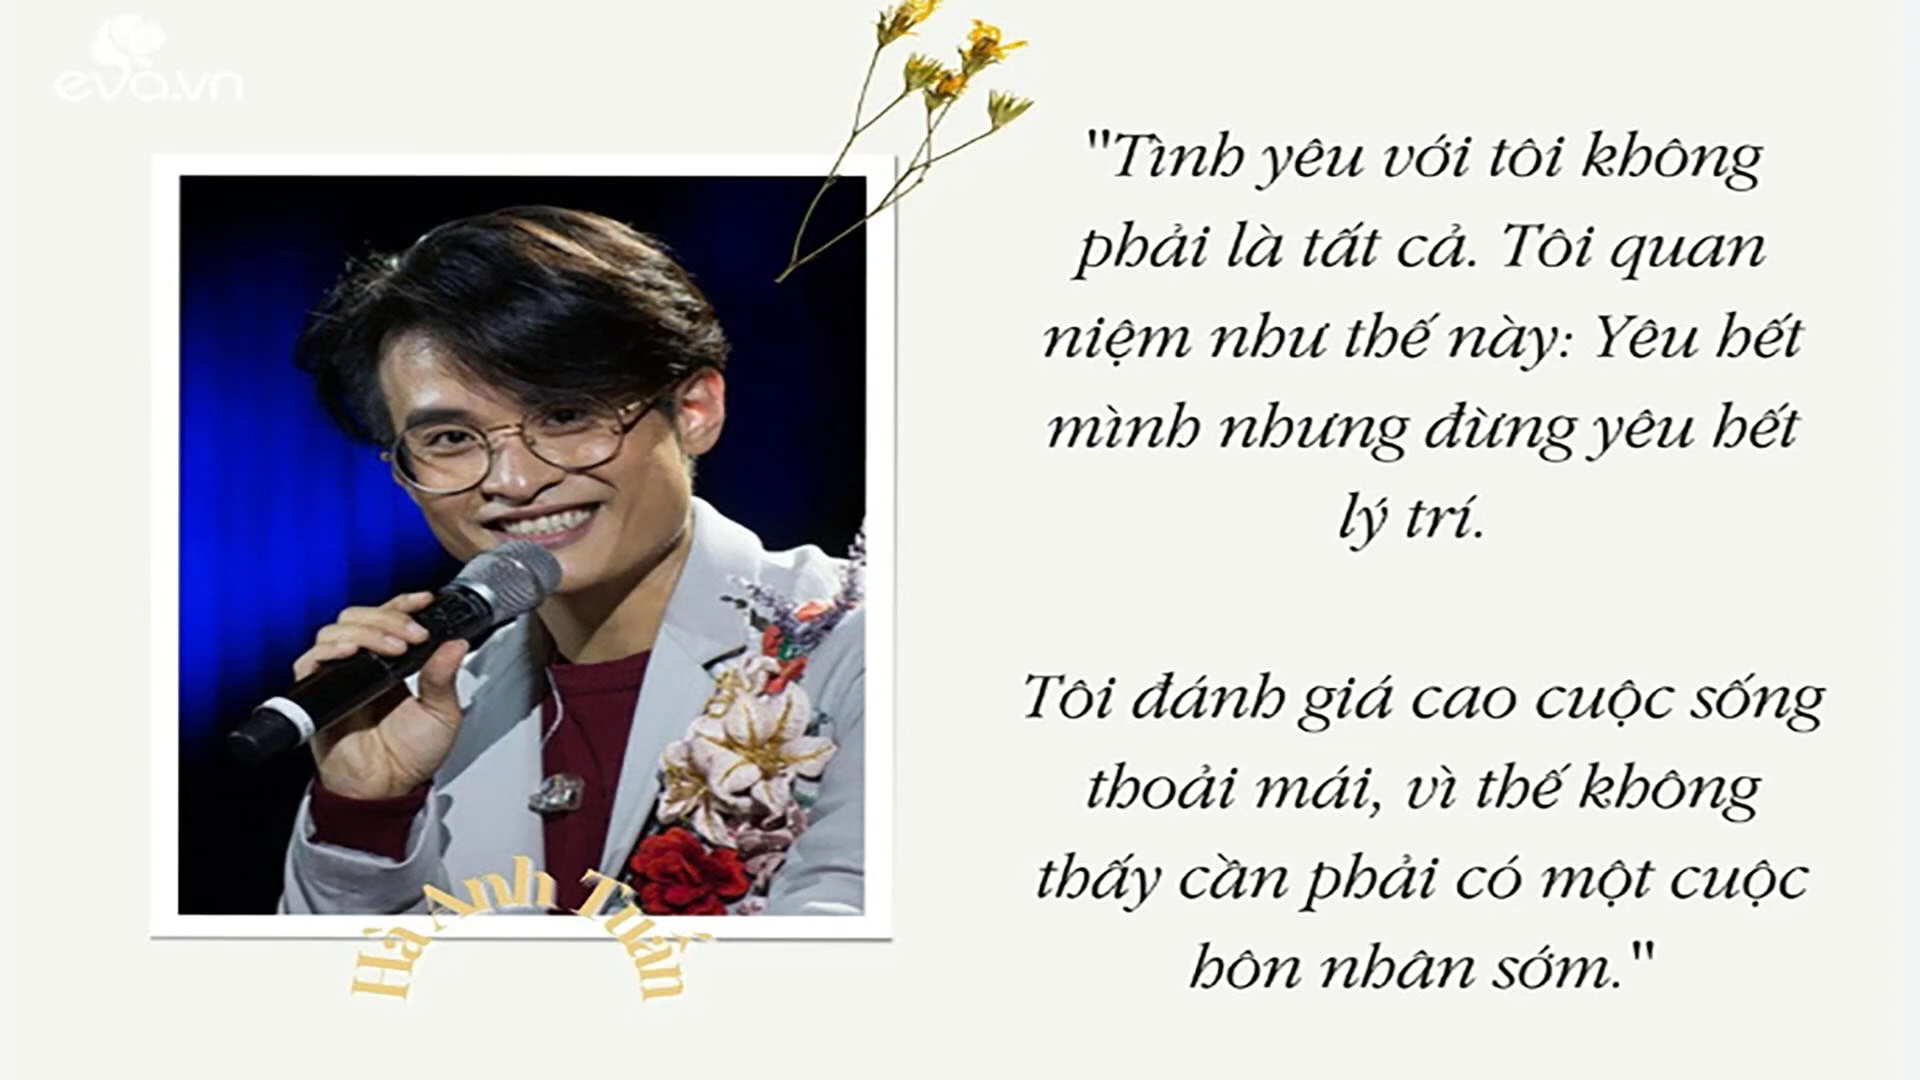 eva.vn
"Tình yêu với tôi không
phải là tất cả. Tôi quan
niệm như thế này: Yêu hết
mình nhưng đừng yêu hết
lý trí.
Tôi đánh giá cao cuộc sống
thoải mái, vì thế không
thấy cần phải có một cuộc
hôn nhân sớm."
Hà Anh Tuấn